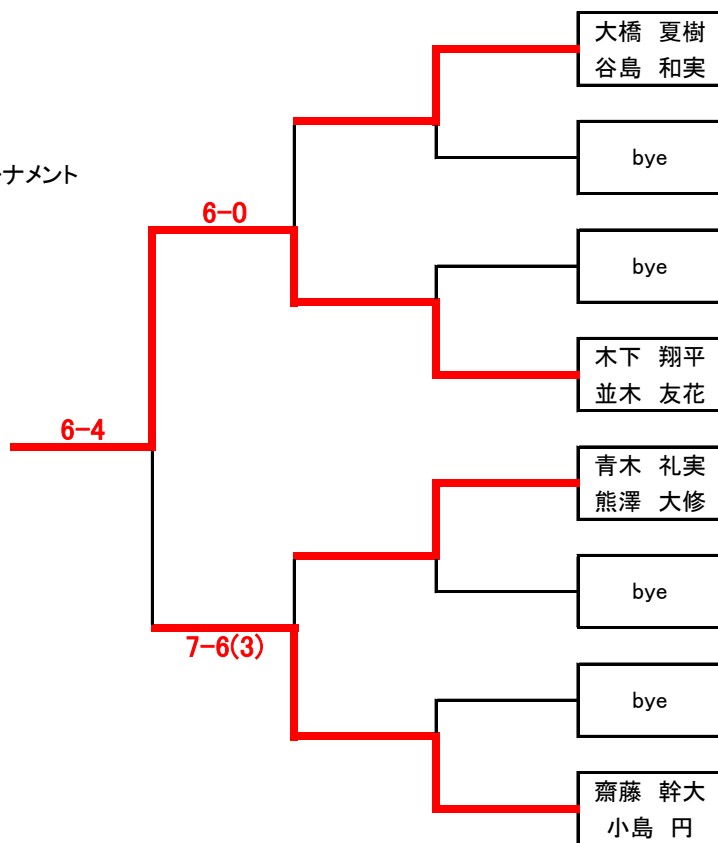 大橋　夏樹
谷島　和実
bye
ーナメント
6-0
bye
木下　翔平
並木　友花
6-4
青木　礼実
熊澤　大修
bye
7-6(3)
bye
齋藤　幹大
小島　円